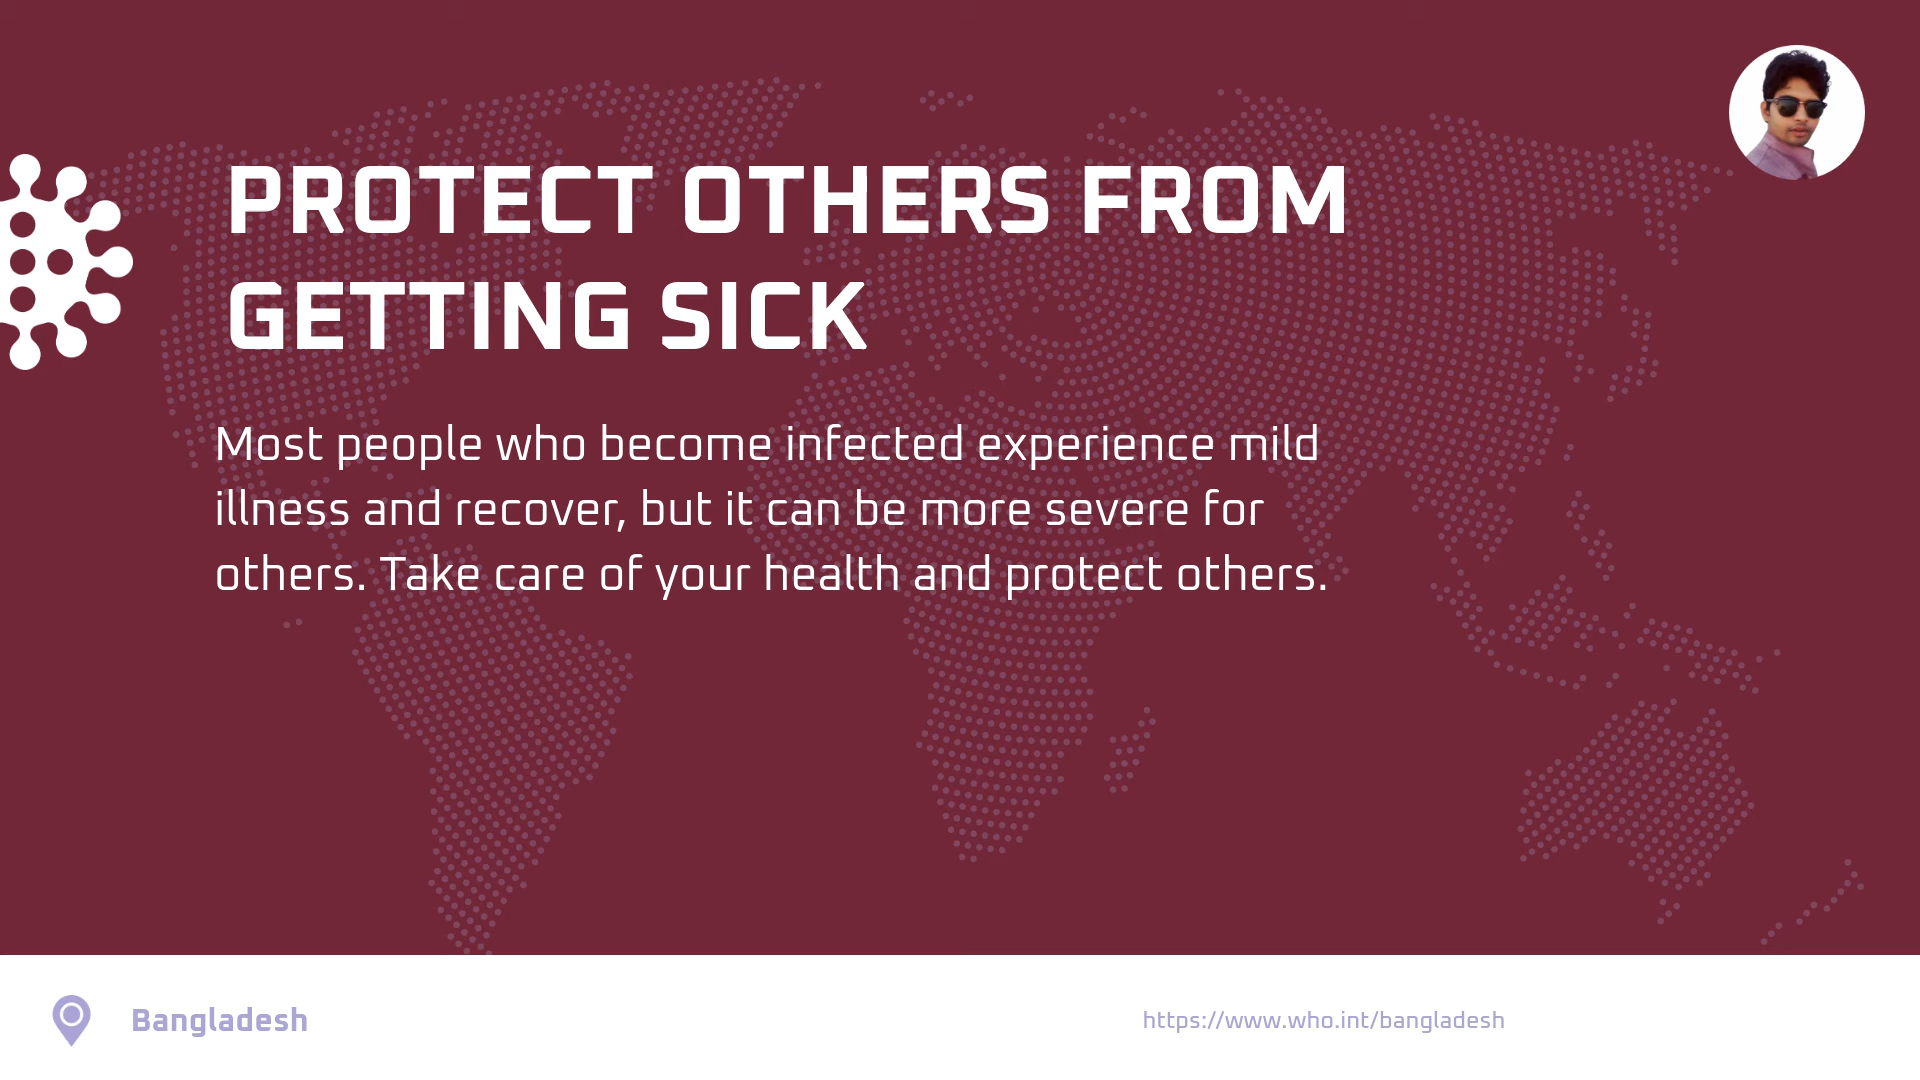 PROTECT OTHERS FROM
GETTING SICK
Most people who become infected experience mild
illness and recover, but it can be more severe for
others. Take care of your health and protect others.
Bangladesh
https://www.who.int/bangladesh